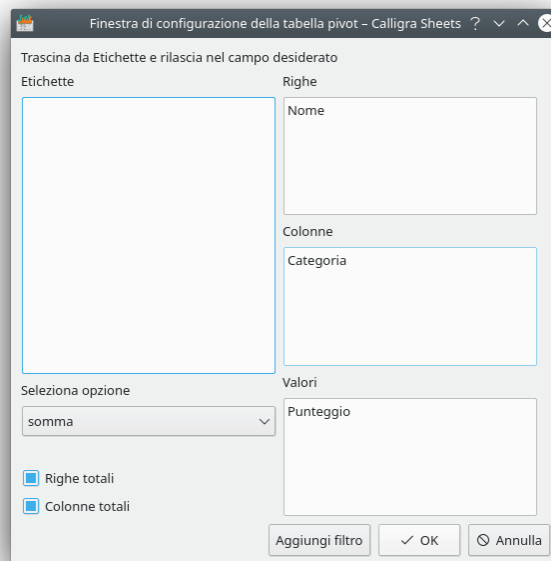 Finestra di configurazione della tabella pivot – Calligra Sheets
Trascina da Etichette e rilascia nel campo desiderato
Etichette
Righe
Nome
Colonne
Categoria
Seleziona opzione
somma
Valori
Punteggio
Righe totali
Colonne totali
Aggiungi filtro
OK
Annulla